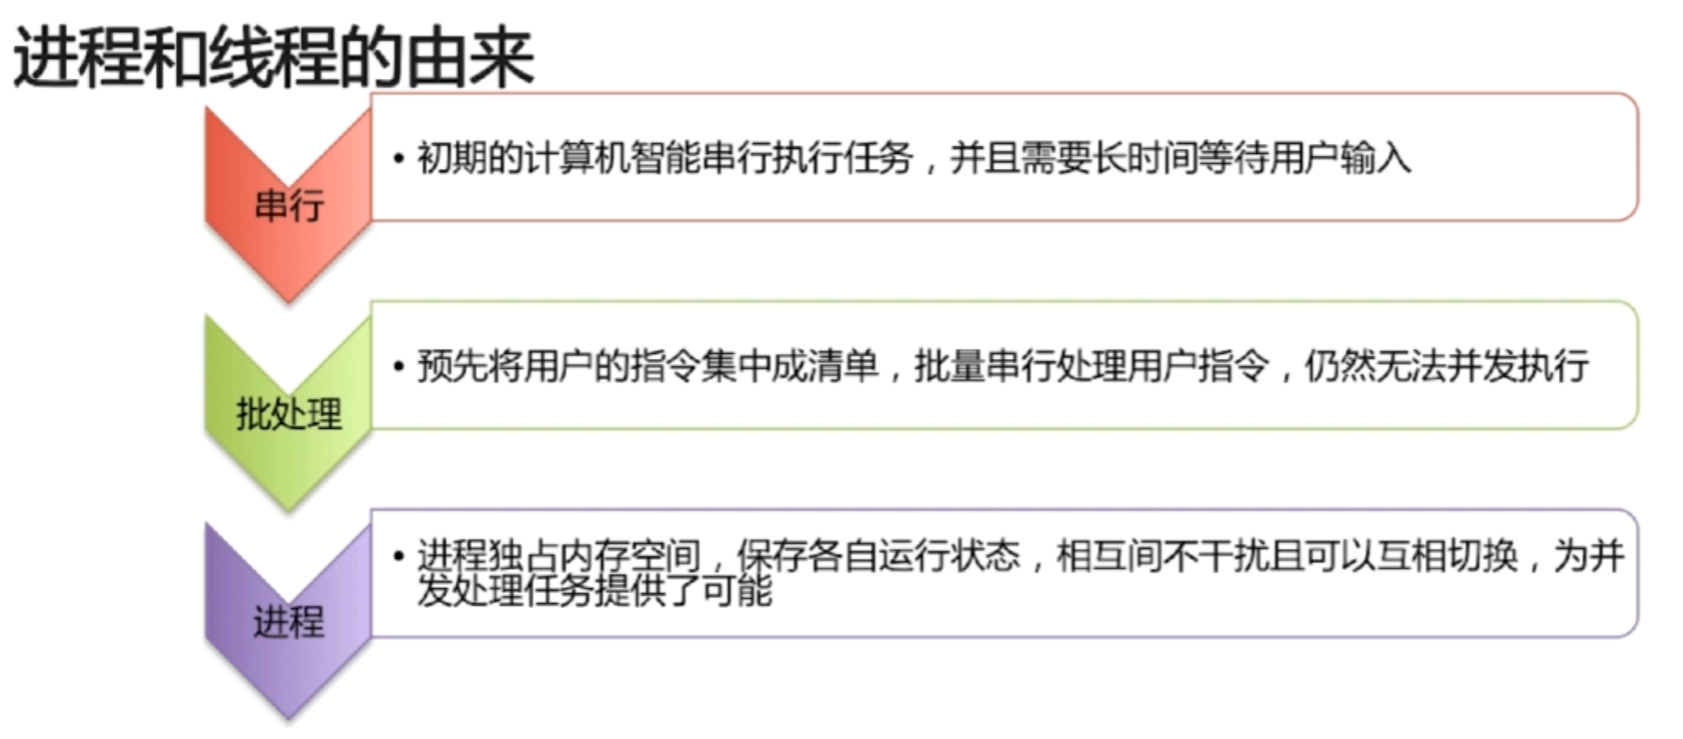 进程和线程的由来
串行
• 初期的计算机智能串行执行任务，并且需要长时间等待用户输入
批处理
• 预先将用户的指令集中成清单，批量串行处理用户指令，仍然无法并发执行
进程
• 进程独占内存空间，保存各自运行状态，相互间不干扰且可以互相切换，为并
发处理任务提供了可能